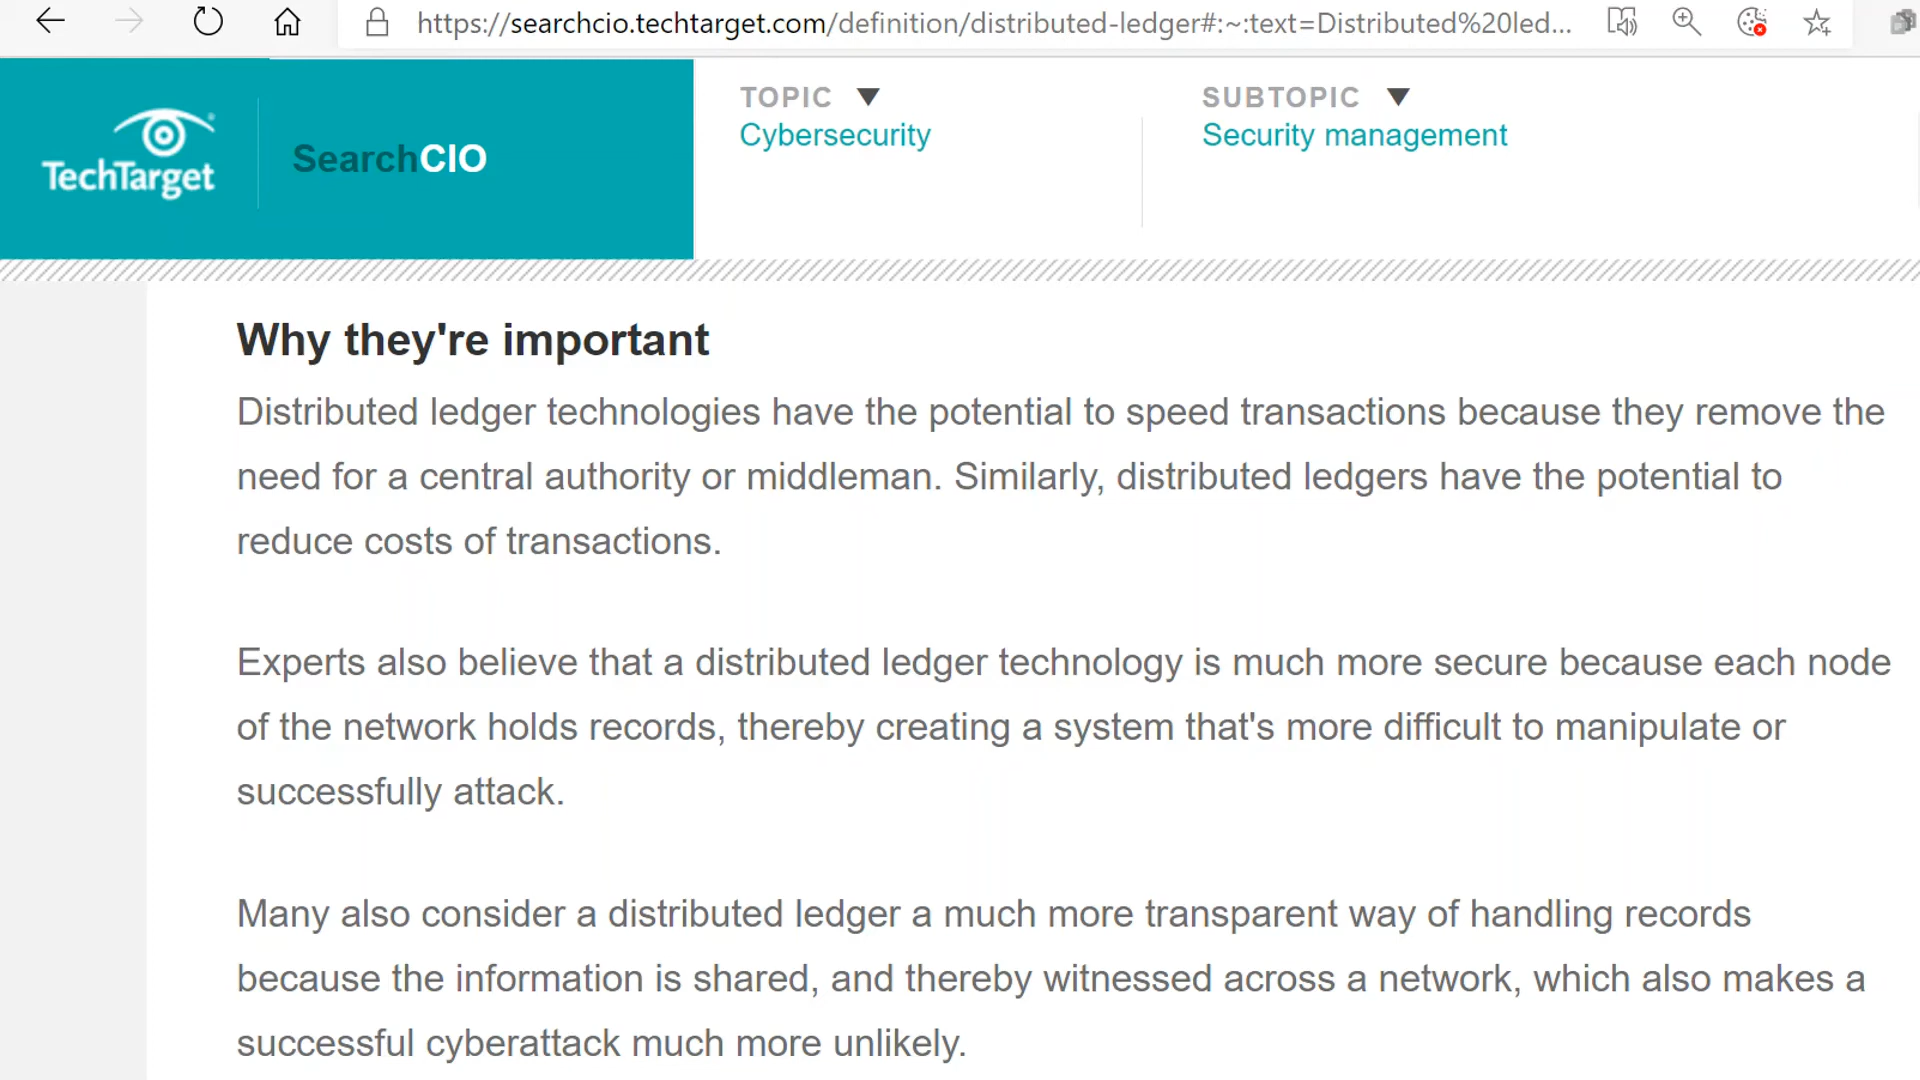 https://searchcio.techtarget.com/definition/distributed-ledger#:~:text=Distributed%20led...
TechTarget
SearchCIO
TOPIC ▼
Cybersecurity
SUBTOPIC ▼
Security management
Why they're important
Distributed ledger technologies have the potential to speed transactions because they remove the
need for a central authority or middleman. Similarly, distributed ledgers have the potential to
reduce costs of transactions.
Experts also believe that a distributed ledger technology is much more secure because each node
of the network holds records, thereby creating a system that's more difficult to manipulate or
successfully attack.
Many also consider a distributed ledger a much more transparent way of handling records
because the information is shared, and thereby witnessed across a network, which also makes a
successful cyberattack much more unlikely.